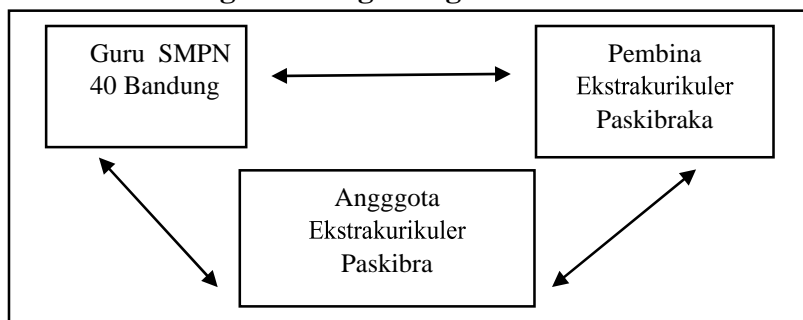 Guru SMPN
40 Bandung
Pembina
Ekstrakurikuler
Paskibraka
Angggota
Ekstrakurikuler
Paskibra